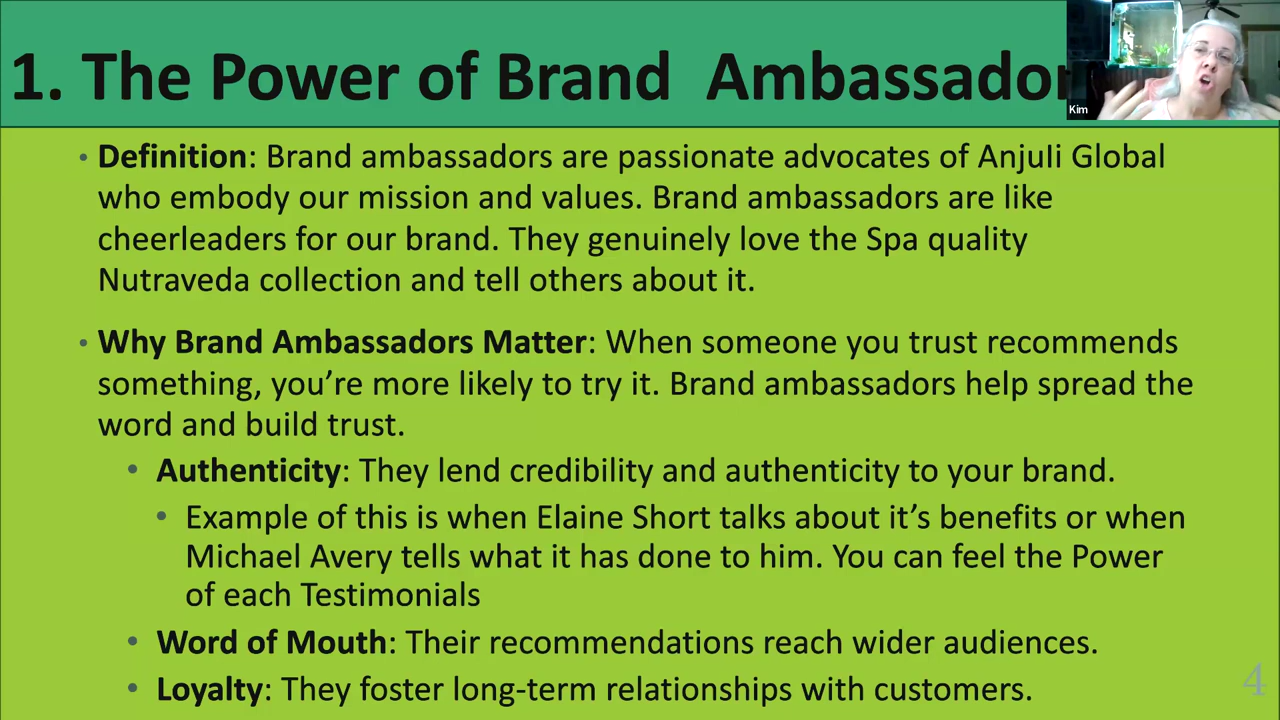 1. The Power of Brand  Ambassador
Kim
• Definition: Brand ambassadors are passionate advocates of AnjuIi Global
who embody our mission and values. Brand ambassadors are like
cheerleaders for our brand. They genuinely love the Spa quality
Nutraveda collection and tell others about it.
• Why Brand Ambassadors Matter: When someone you trust recommends
something, you’re more likely to try it. Brand ambassadors help spread the
word and build trust.
• Authenticity: They lend credibility and authenticity to your brand.
• Example of this is when Elaine Short talks about it’s benefits or when
Michael Avery tells what it has done to him. You can feel the Power
of each Testimonials
• Word of Mouth: Their recommendations reach wider audiences.
• Loyalty: They foster long-term relationships with customers.
4